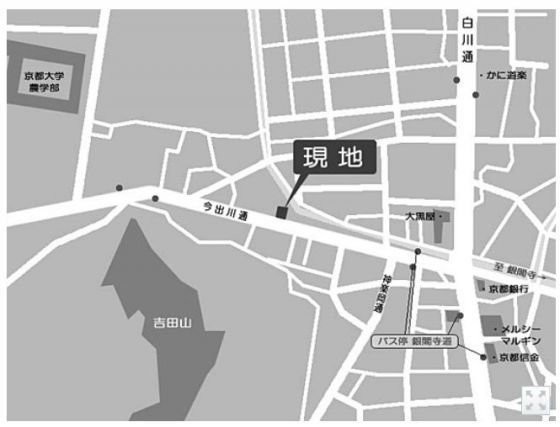 白川通
京都大学
農学部
かに道楽
現地
今出川通
大黒屋
至 銀閣寺→
神楽岡通
京都銀行
吉田山
バス停 銀閣寺道
メルシー
マルギン
京都信金